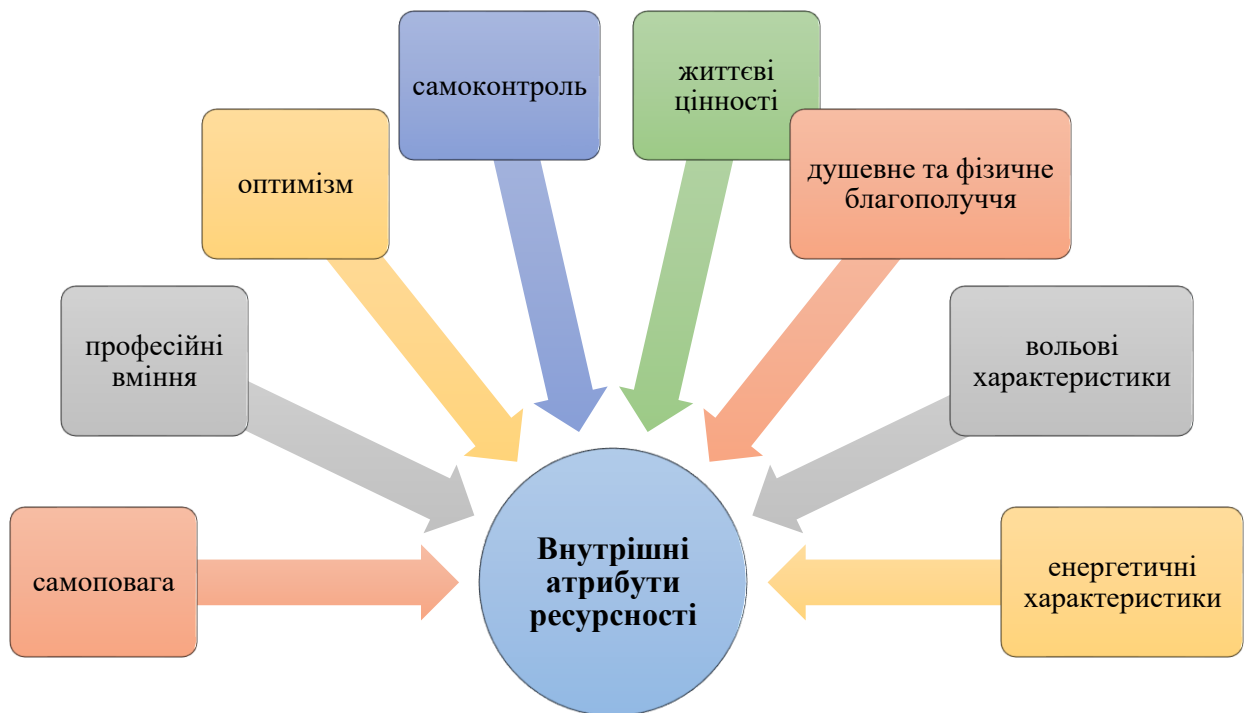 самоконтроль
життєві
цінності
оптимізм
душевне та фізичне
благополуччя
професійні
вміння
вольові
характеристики
самоповага
Внутрішні
атрибути
ресурсності
енергетичні
характеристики